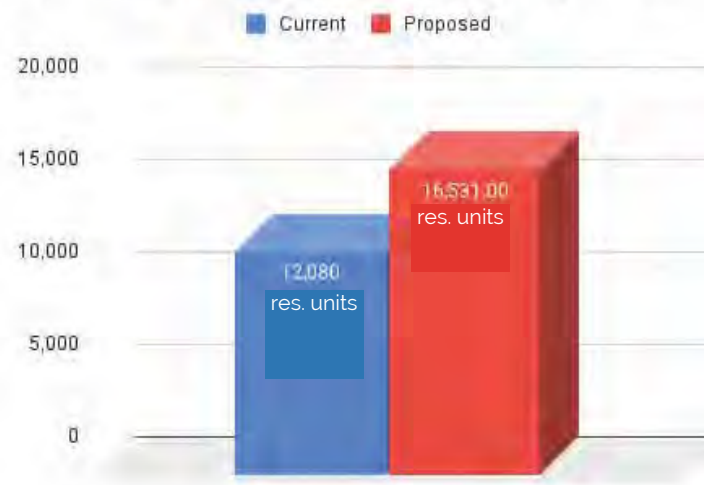 Current Proposed
20,000
15,000
10,000
5,000
0
12,080
res. units
16,531.00
res. units